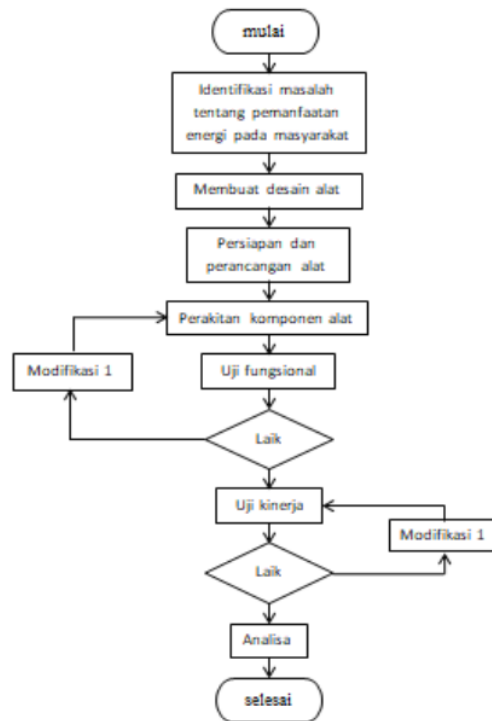 mulai
Identifikasi masalah
tentang pemanfaatan
energi pada masyarakat
Membuat desain alat
Persiapan dan
perancangan alat
Perakitan komponen alat
Modifikasi 1
Uji fungsional
Laik
Uji kinerja
Modifikasi 1
Laik
Analisa
selesai